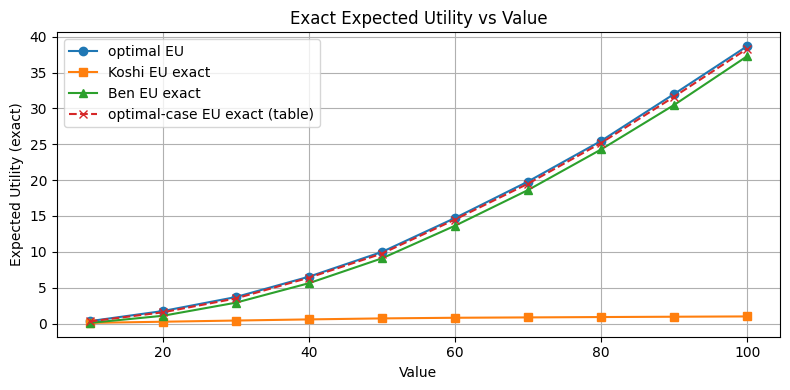 Exact Expected Utility vs Value
Expected Utility (exact)
40
35
30
25
20
15
10
5
0
optimal EU
Koshi EU exact
Ben EU exact
optimal-case EU exact (table)
20
40
60
80
100
Value